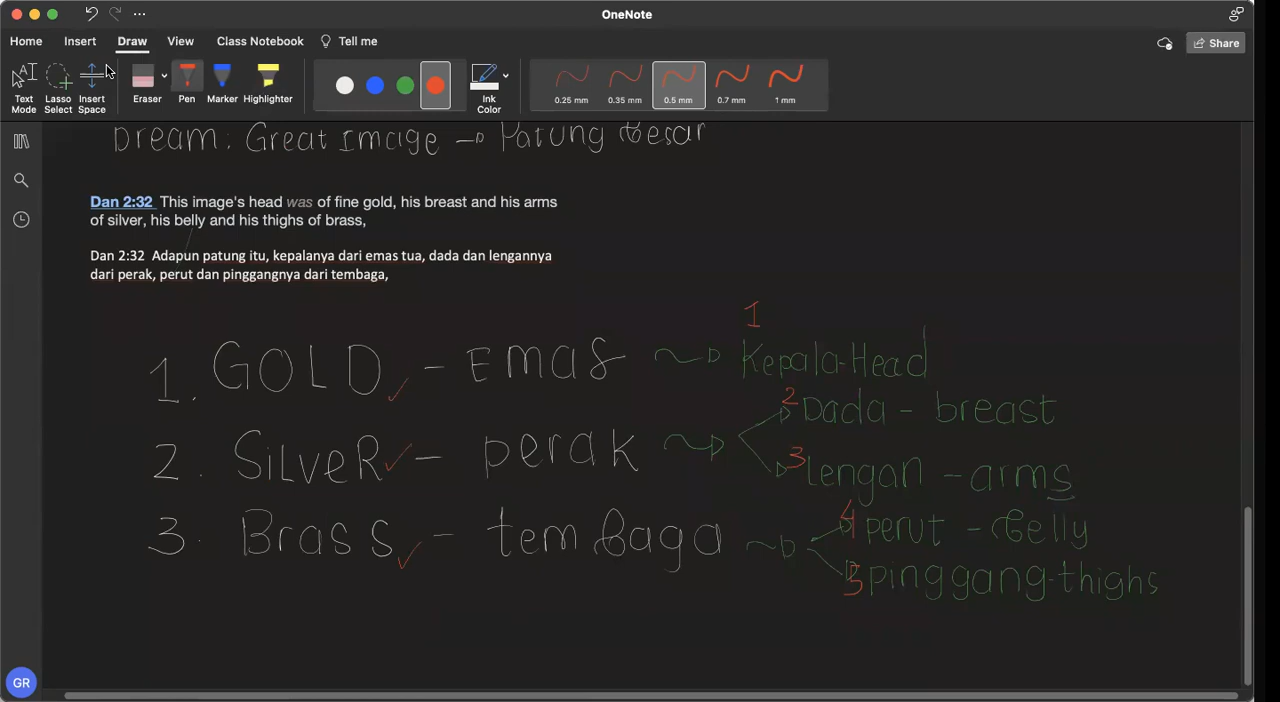 OneNote
Home Insert Draw View Class Notebook Tell me
Share
Text Mode
Lasso Select
Insert Space
Eraser
Pen
Marker
Highlighter
Ink Color
0.25 mm 0.35 mm 0.5 mm 0.7 mm 1 mm
Dream: Great Image → Patung Besar
Dan 2:32 This image's head was of fine gold, his breast and his arms
of silver, his belly and his thighs of brass,
Dan 2:32 Adapun patung itu, kepalanya dari emas tua, dada dan lengannya
dari perak, perut dan pinggangnya dari tembaga,
1
1. GOLD - Emas Kepala-Head
2 Dada - breast
2. SilveR - perak
3 lengan - arms
4 perut - Belly
3. Brass - tembaga
5 pinggang-thighs
GR